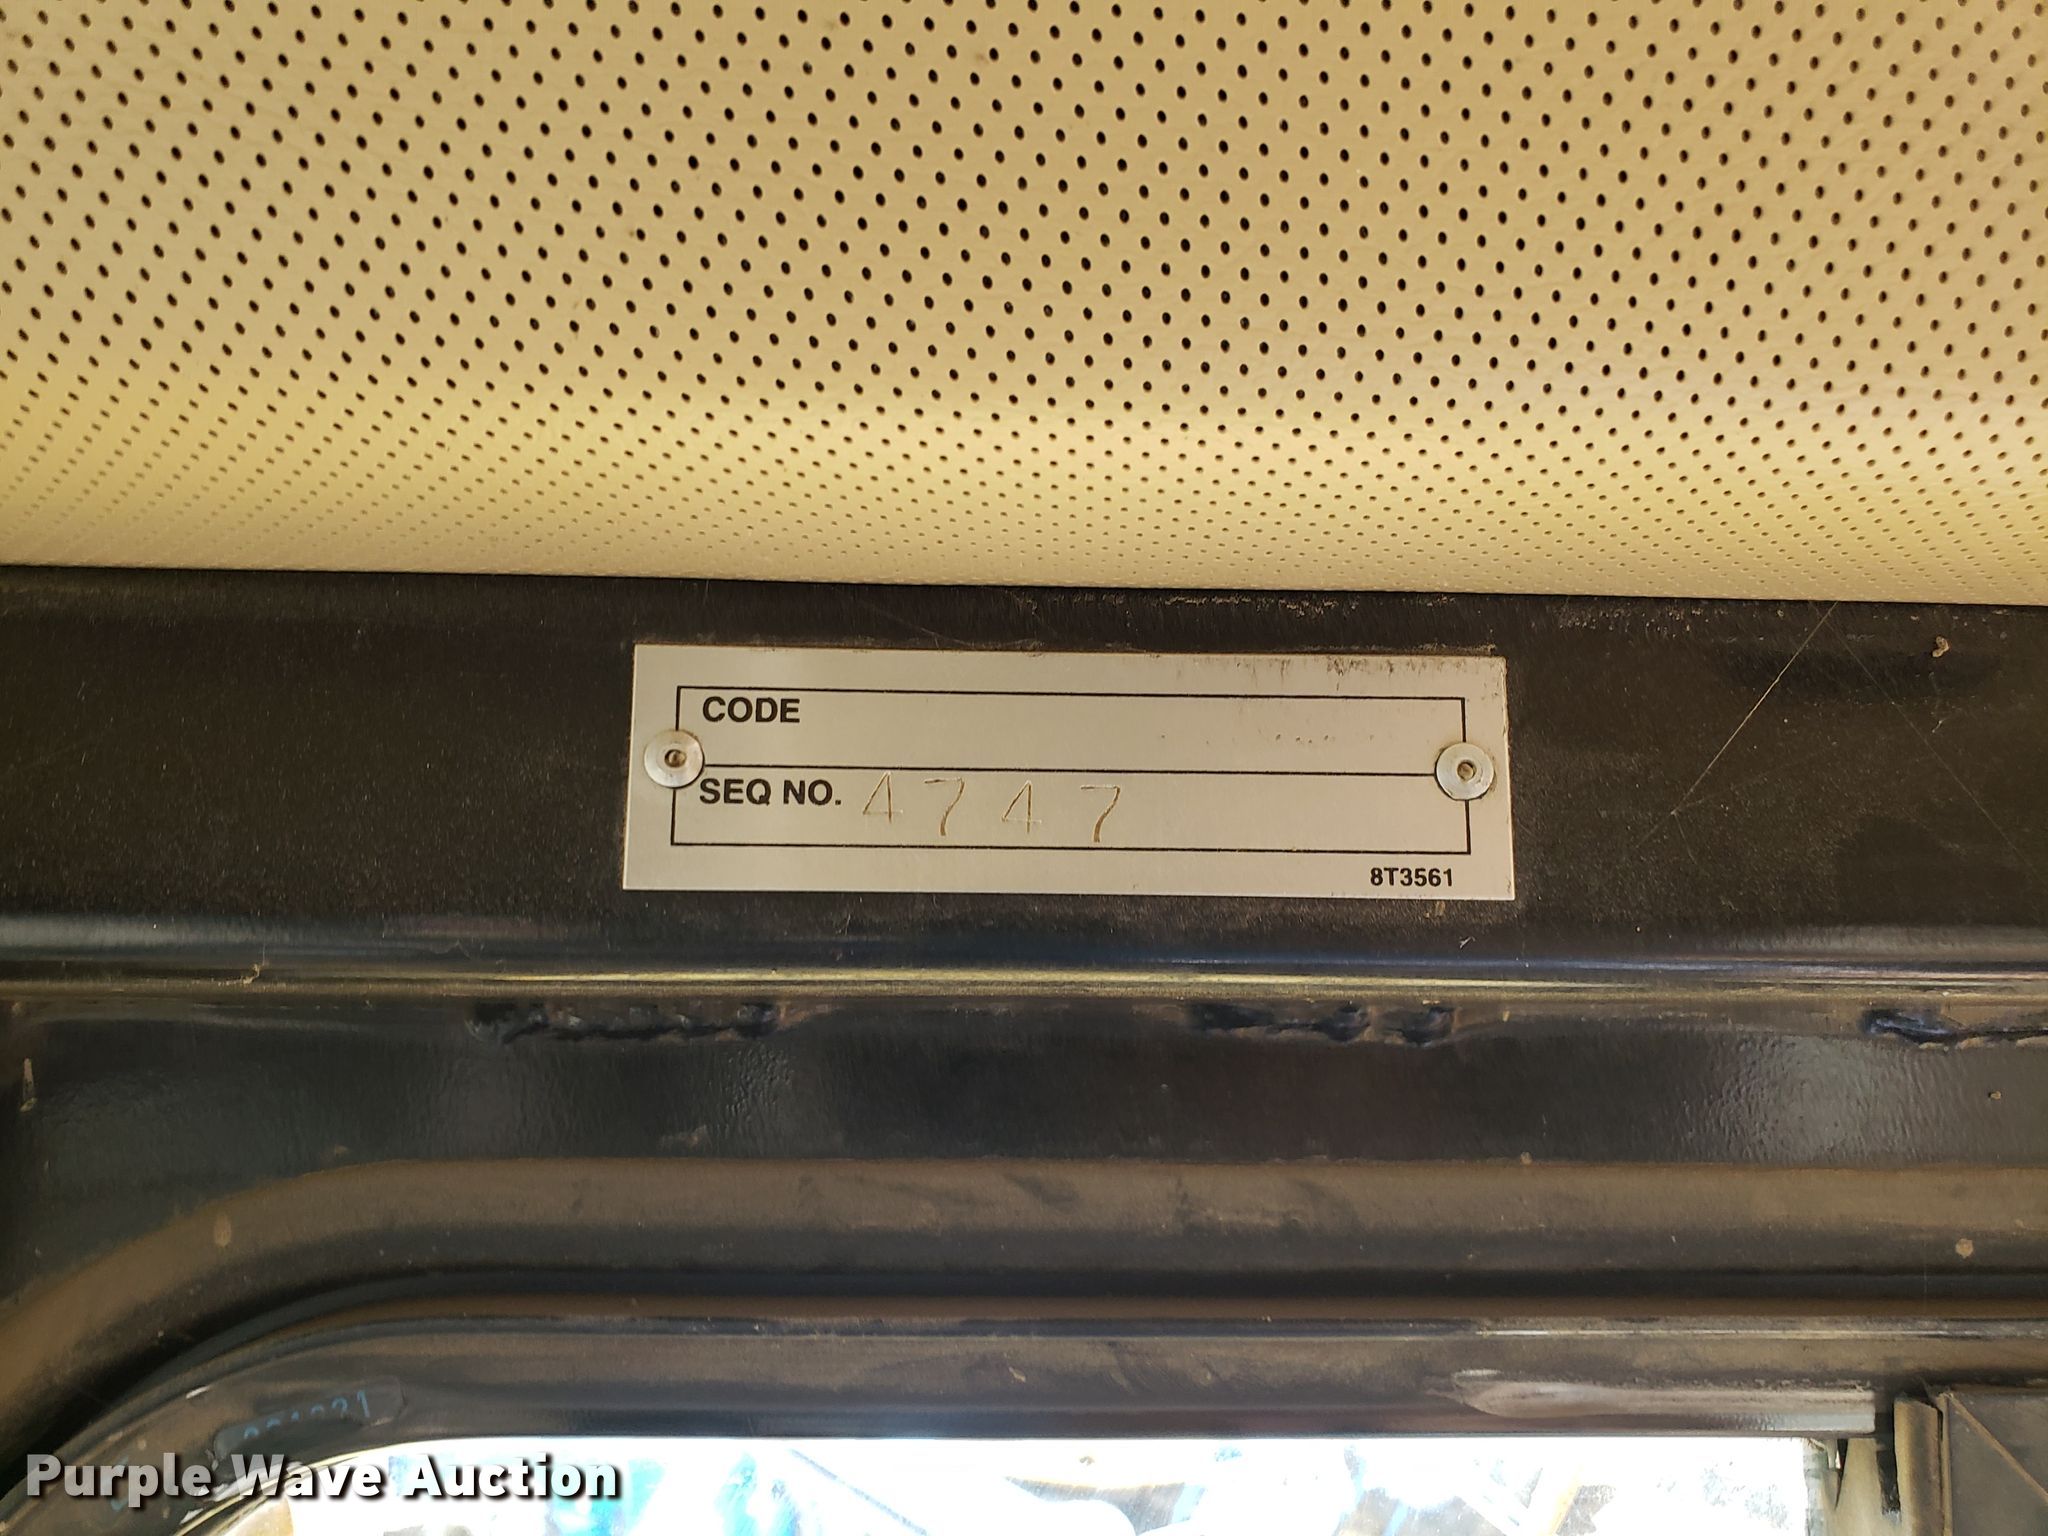 CODE
SEQ NO. 4747
8T3561
Purple Wave Auction